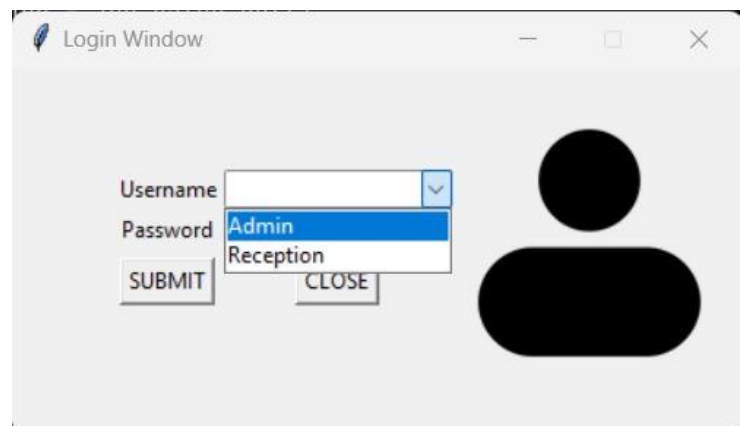 Login Window
Username
Admin
Password
Reception
SUBMIT
CLOSE